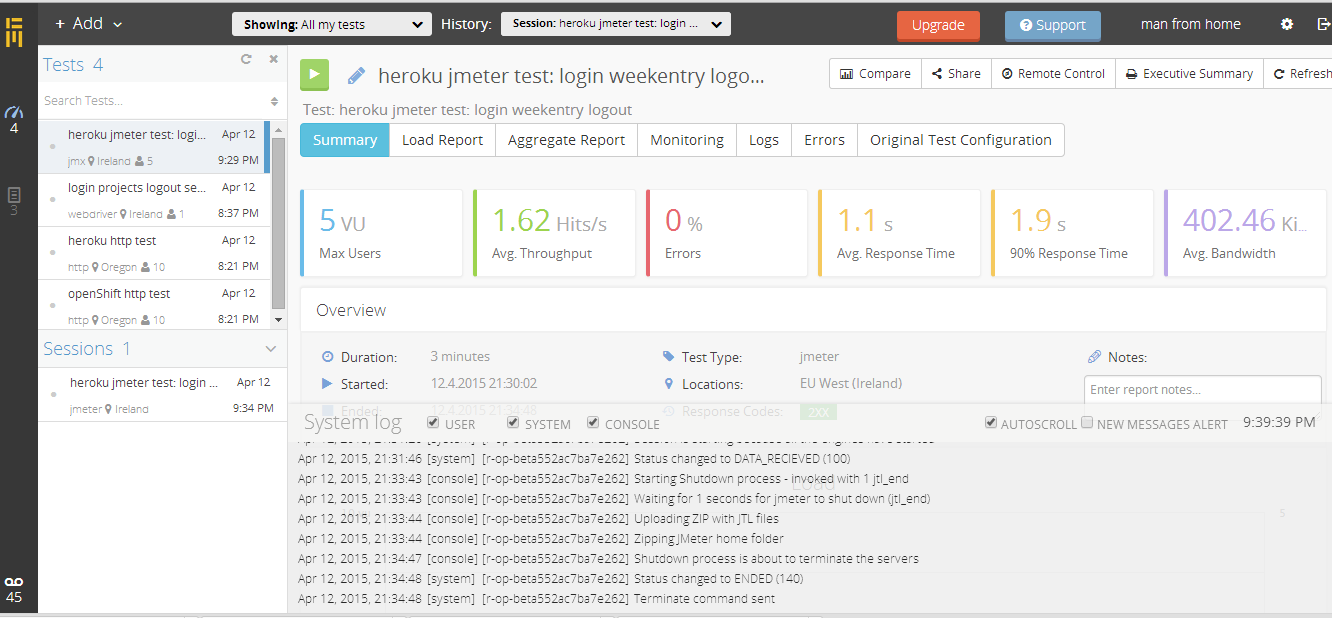 + Add
Showing: All my tests
History:
Session: heroku jmeter test: login ...
Upgrade
Support
man from home
4
3
45
Tests 4
Search Tests...
heroku jmeter test: logi... Apr 12
jmx Ireland 5 9:29 PM
login projects logout se... Apr 12
webdriver Ireland 1 8:37 PM
heroku http test Apr 12
http Oregon 10 8:21 PM
openShift http test Apr 12
http Oregon 10 8:21 PM
Sessions 1
heroku jmeter test: login ... Apr 12
jmeter Ireland 9:34 PM
heroku jmeter test: login weekentry logo...
Compare
Share
Remote Control
Executive Summary
Refresh
Test: heroku jmeter test: login weekentry logout
Summary
Load Report
Aggregate Report
Monitoring
Logs
Errors
Original Test Configuration
5 VU
Max Users
1.62 Hits/s
Avg. Throughput
0 %
Errors
1.1 s
Avg. Response Time
1.9 s
90% Response Time
402.46 Ki...
Avg. Bandwidth
Overview
Duration: 3 minutes
Test Type: jmeter
Notes:
Started: 12.4.2015 21:30:02
Locations: EU West (Ireland)
Enter report notes...
Ended: 12.4.2015 21:34:48
Response Codes: 2XX
System log
USER
SYSTEM
CONSOLE
AUTOSCROLL
NEW MESSAGES ALERT
9:39:39 PM
Apr 12, 2015, 21:31:46 [system] [r-op-beta552ac7ba7e262] Status changed to DATA_RECIEVED (100)
Apr 12, 2015, 21:33:43 [console] [r-op-beta552ac7ba7e262] Starting Shutdown process - invoked with 1 jtl_end
Apr 12, 2015, 21:33:43 [console] [r-op-beta552ac7ba7e262] Waiting for 1 seconds for jmeter to shut down (jtl_end)
Apr 12, 2015, 21:33:44 [console] [r-op-beta552ac7ba7e262] Uploading ZIP with JTL files
Apr 12, 2015, 21:33:44 [console] [r-op-beta552ac7ba7e262] Zipping JMeter home folder
Apr 12, 2015, 21:34:47 [console] [r-op-beta552ac7ba7e262] Shutdown process is about to terminate the servers
Apr 12, 2015, 21:34:48 [system] [r-op-beta552ac7ba7e262] Status changed to ENDED (140)
Apr 12, 2015, 21:34:48 [system] [r-op-beta552ac7ba7e262] Terminate command sent